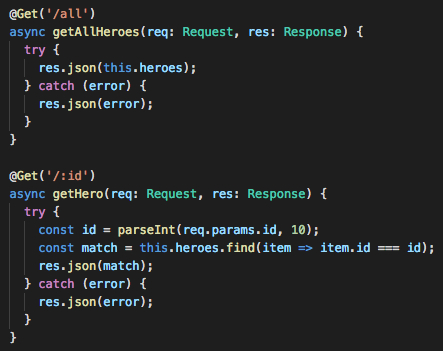 @Get('/all')
async getAllHeroes(req: Request, res: Response) {
  try {
    res.json(this.heroes);
  } catch (error) {
    res.json(error);
  }
}

@Get('/:id')
async getHero(req: Request, res: Response) {
  try {
    const id = parseInt(req.params.id, 10);
    const match = this.heroes.find(item => item.id === id);
    res.json(match);
  } catch (error) {
    res.json(error);
  }
}